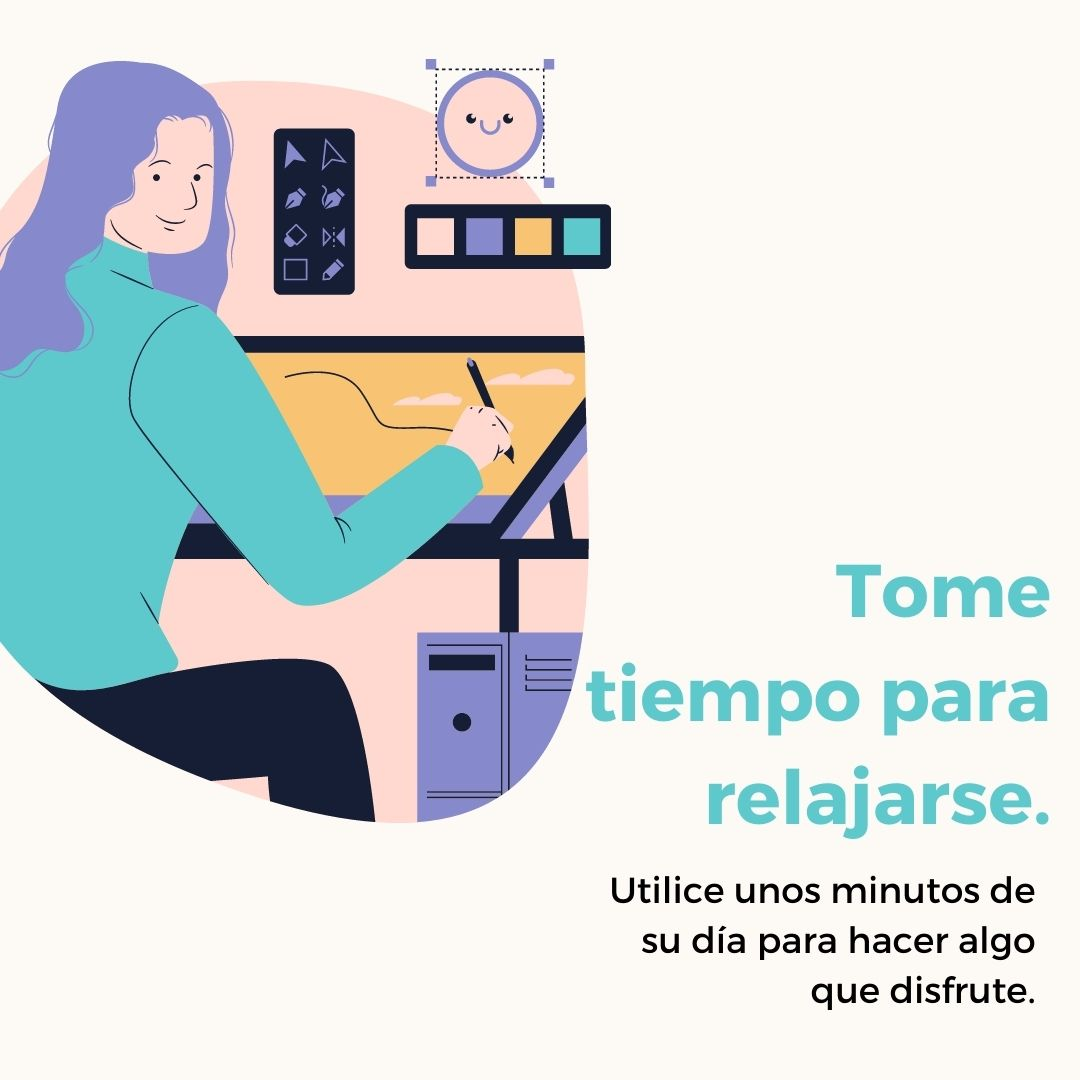 Tome
tiempo para
relajarse.
Utilice unos minutos de
su día para hacer algo
que disfrute.